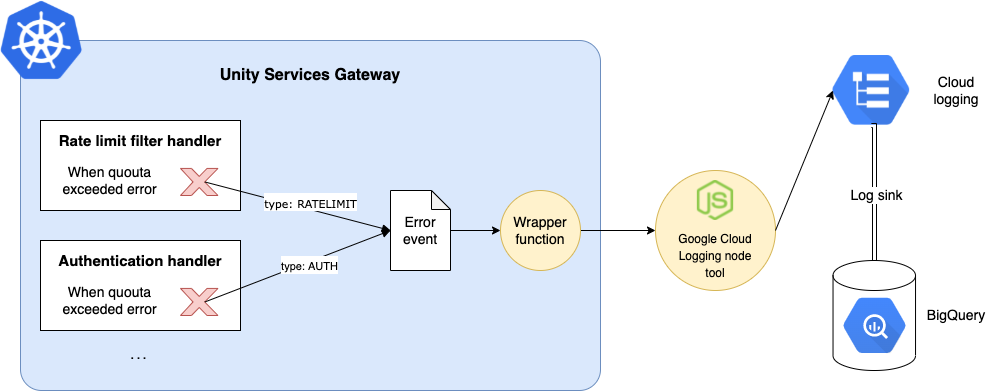 Unity Services Gateway
Rate limit filter handler
When quouta
exceeded error
type: RATELIMIT
Authentication handler
When quouta
exceeded error
type: AUTH
...
Error
event
Wrapper
function
JS
Google Cloud
Logging node
tool
Cloud
logging
Log sink
BigQuery